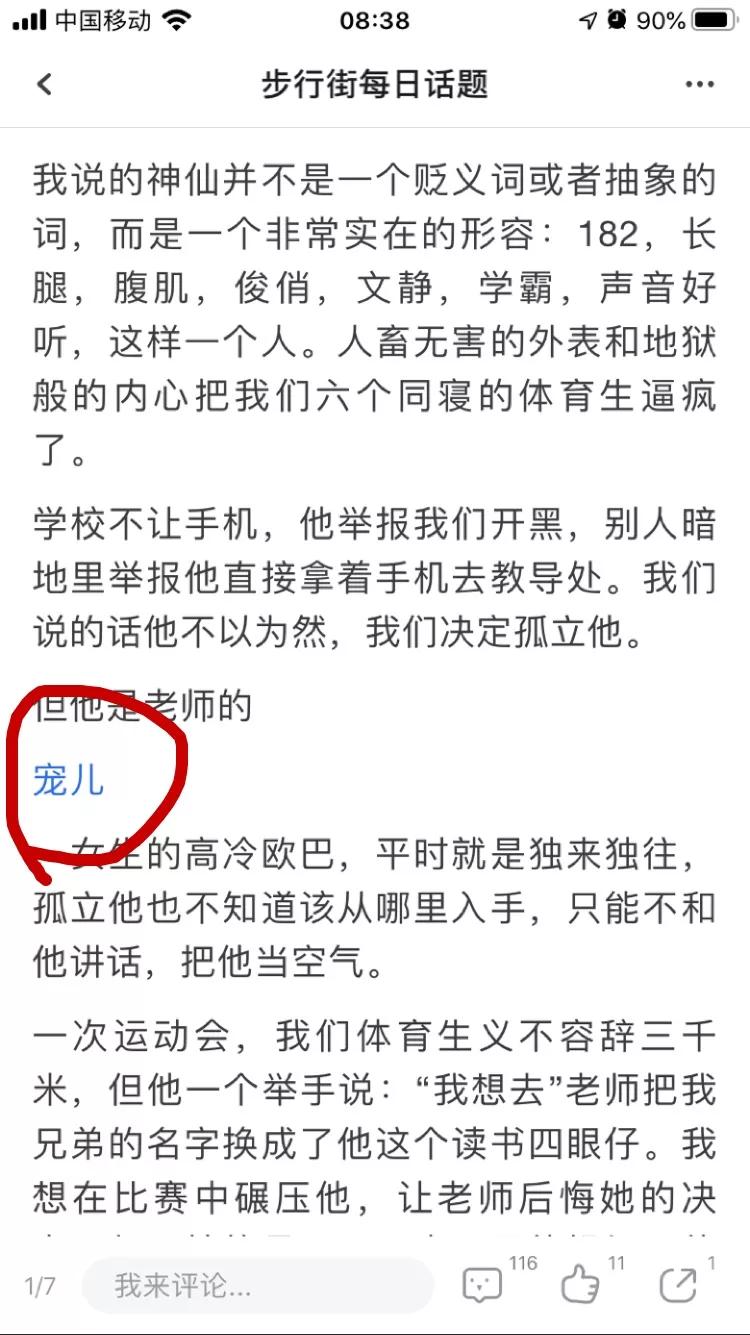 中国移动 08:38 90%
步行街每日话题
我说的神仙并不是一个贬义词或者抽象的
词，而是一个非常实在的形容：182，长
腿，腹肌，俊俏，文静，学霸，声音好
听，这样一个人。人畜无害的外表和地狱
般的内心把我们六个同寝的体育生逼疯
了。
学校不让手机，他举报我们开黑，别人暗
地里举报他直接拿着手机去教导处。我们
说的话他不以为然，我们决定孤立他。
但他是老师的
宠儿
女生的高冷欧巴，平时就是独来独往，
孤立他也不知道该从哪里入手，只能不和
他讲话，把他当空气。
一次运动会，我们体育生义不容辞三千
米，但他一个举手说：“我想去”老师把我
兄弟的名字换成了他这个读书四眼仔。我
想在比赛中碾压他，让老师后悔她的决
1/7 我来评论... 116 11 1